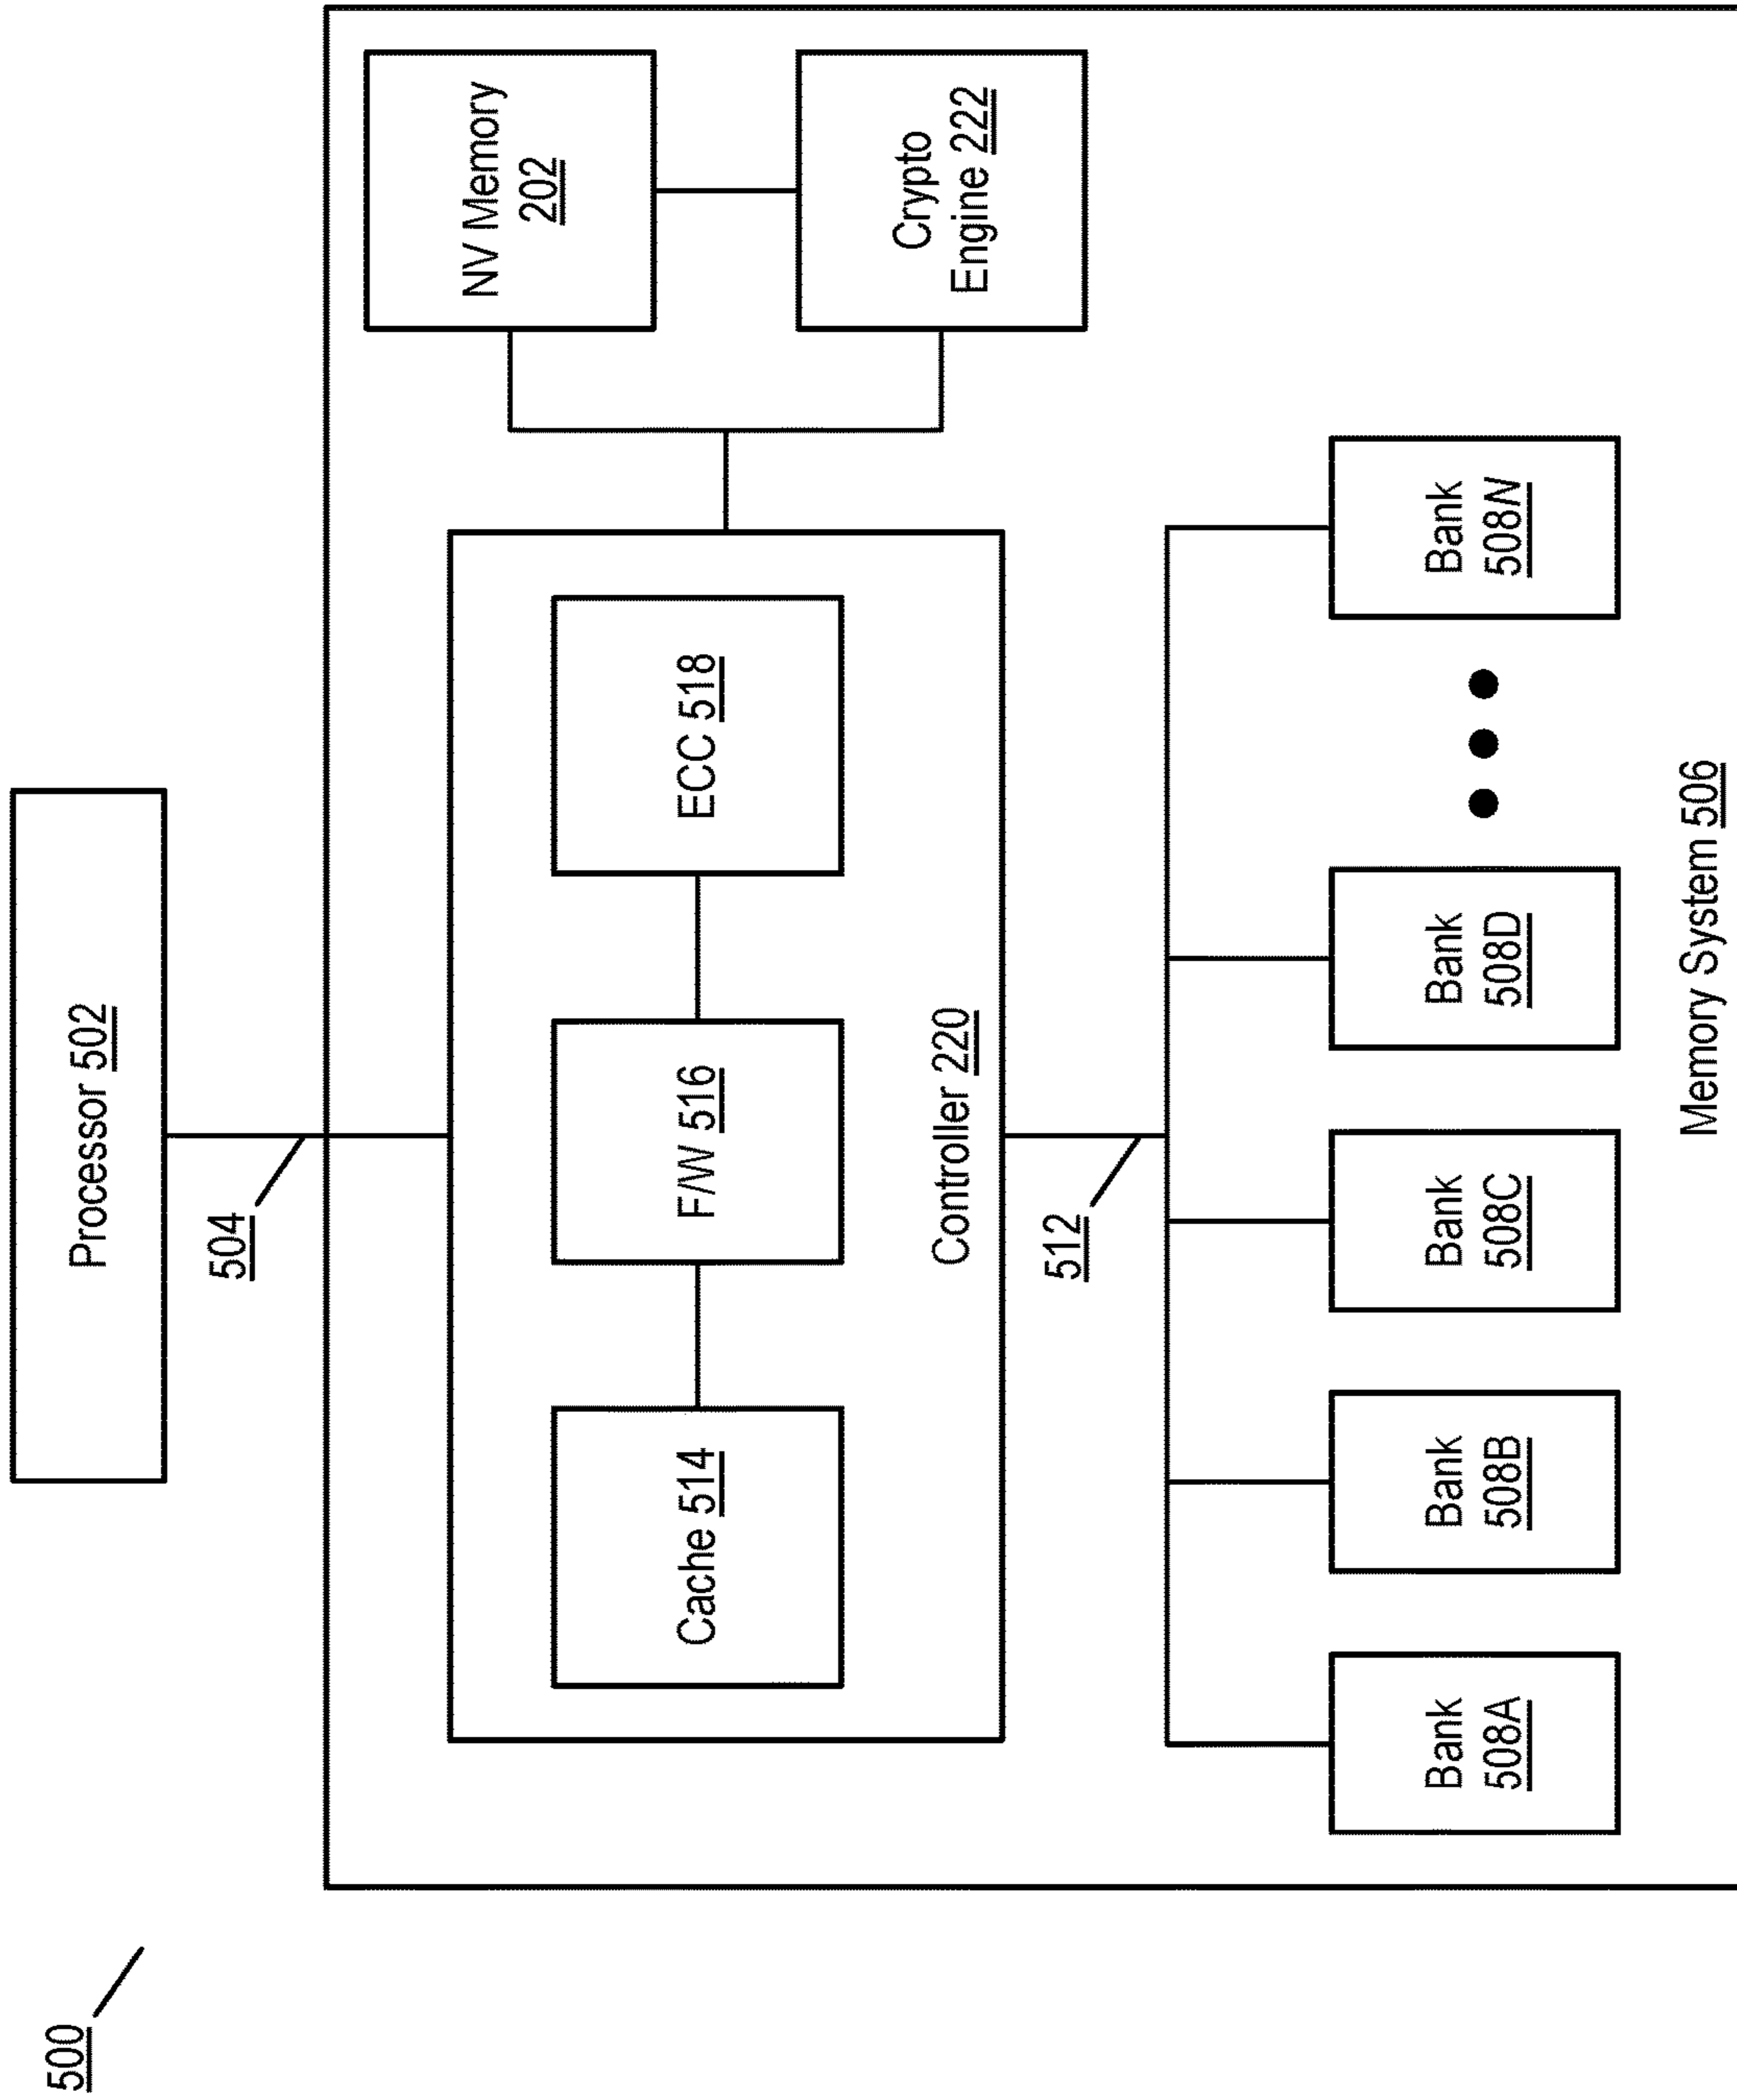 500
Processor 502
504
NV Memory
202
Cache 514
F/W 516
ECC 518
Crypto
Engine 222
Controller 220
512
Bank
508A
Bank
508B
Bank
508C
Bank
508D
Bank
508N
Memory System 506